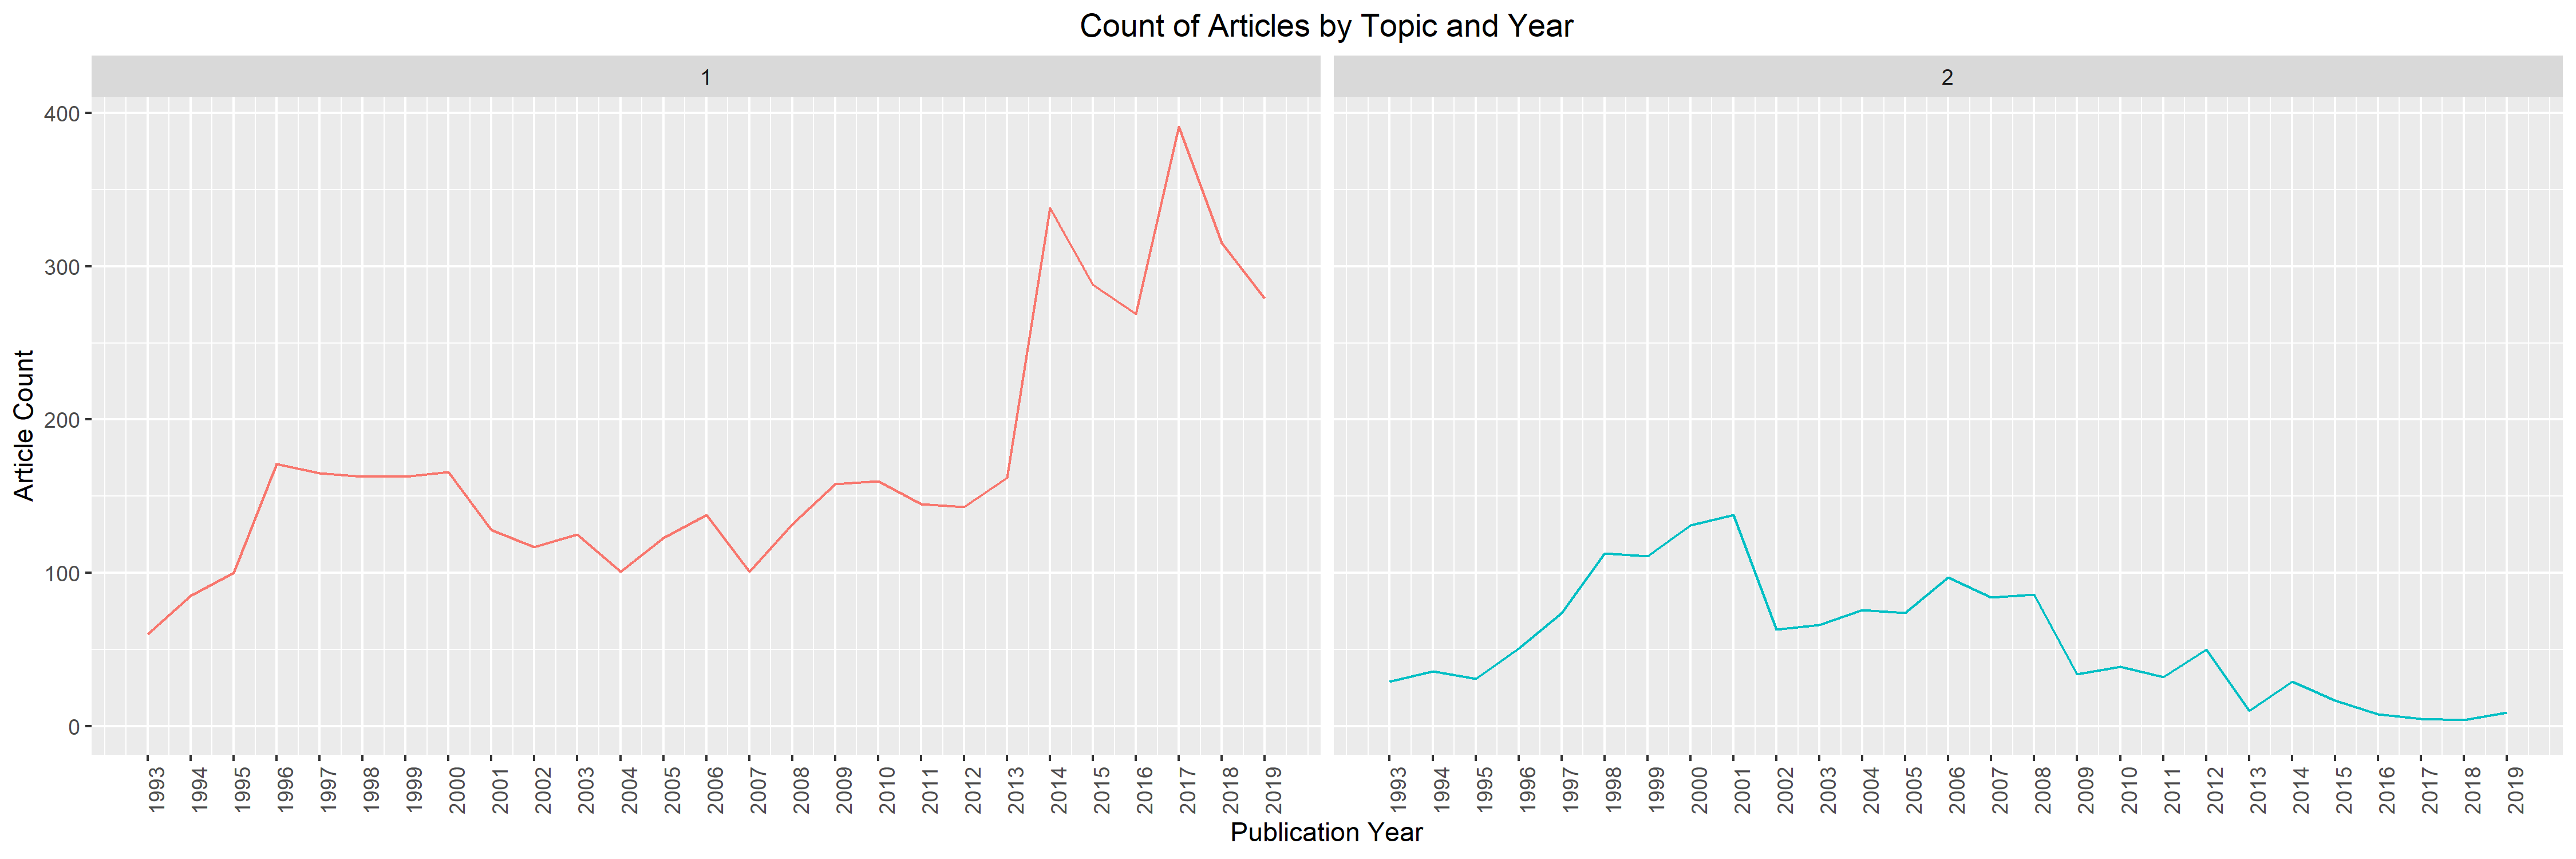 Count of Articles by Topic and Year
1
2
400
300
200
100
0
Article Count
1993 1994 1995 1996 1997 1998 1999 2000 2001 2002 2003 2004 2005 2006 2007 2008 2009 2010 2011 2012 2013 2014 2015 2016 2017 2018 2019
1993 1994 1995 1996 1997 1998 1999 2000 2001 2002 2003 2004 2005 2006 2007 2008 2009 2010 2011 2012 2013 2014 2015 2016 2017 2018 2019
Publication Year